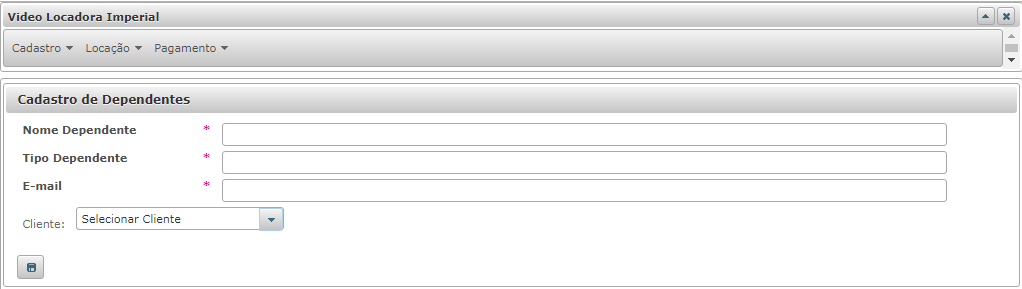 Video Locadora Imperial
Cadastro Locação Pagamento
Cadastro de Dependentes
Nome Dependente *
Tipo Dependente *
E-mail *
Cliente: Selecionar Cliente